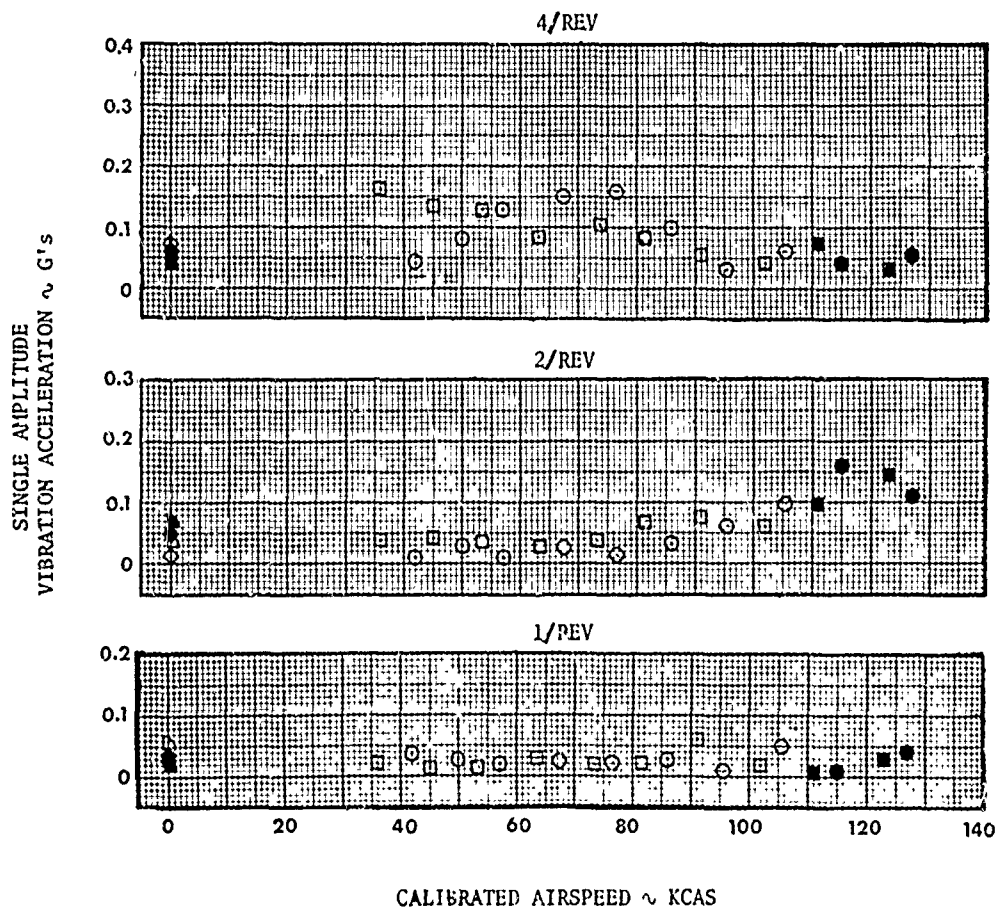 4/REV
0.4
0.3
0.2
0.1
0
2/REV
0.3
0.2
0.1
0
1/REV
0.2
0.1
0
0 20 40 60 80 100 120 140
SINGLE AMPLITUDE
VIBRATION ACCELERATION ~ G's
CALIBRATED AIRSPEED ~ KCAS